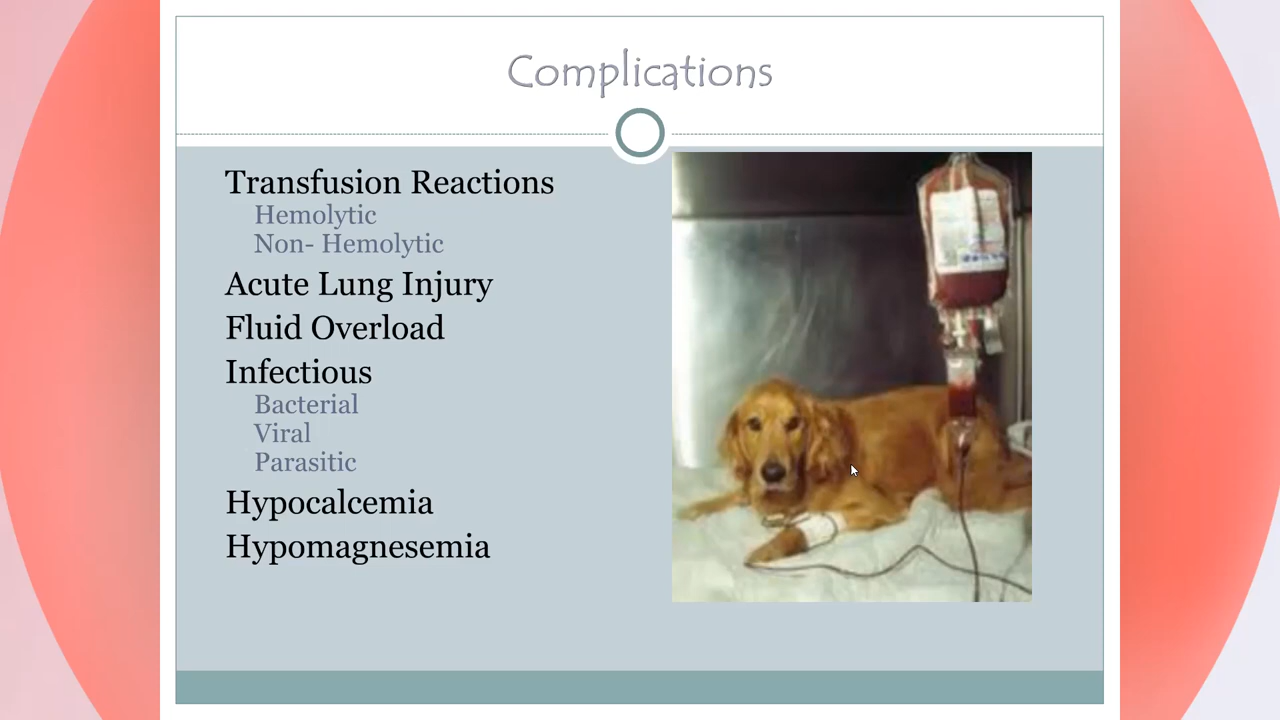 Complications
Transfusion Reactions
Hemolytic
Non- Hemolytic
Acute Lung Injury
Fluid Overload
Infectious
Bacterial
Viral
Parasitic
Hypocalcemia
Hypomagnesemia